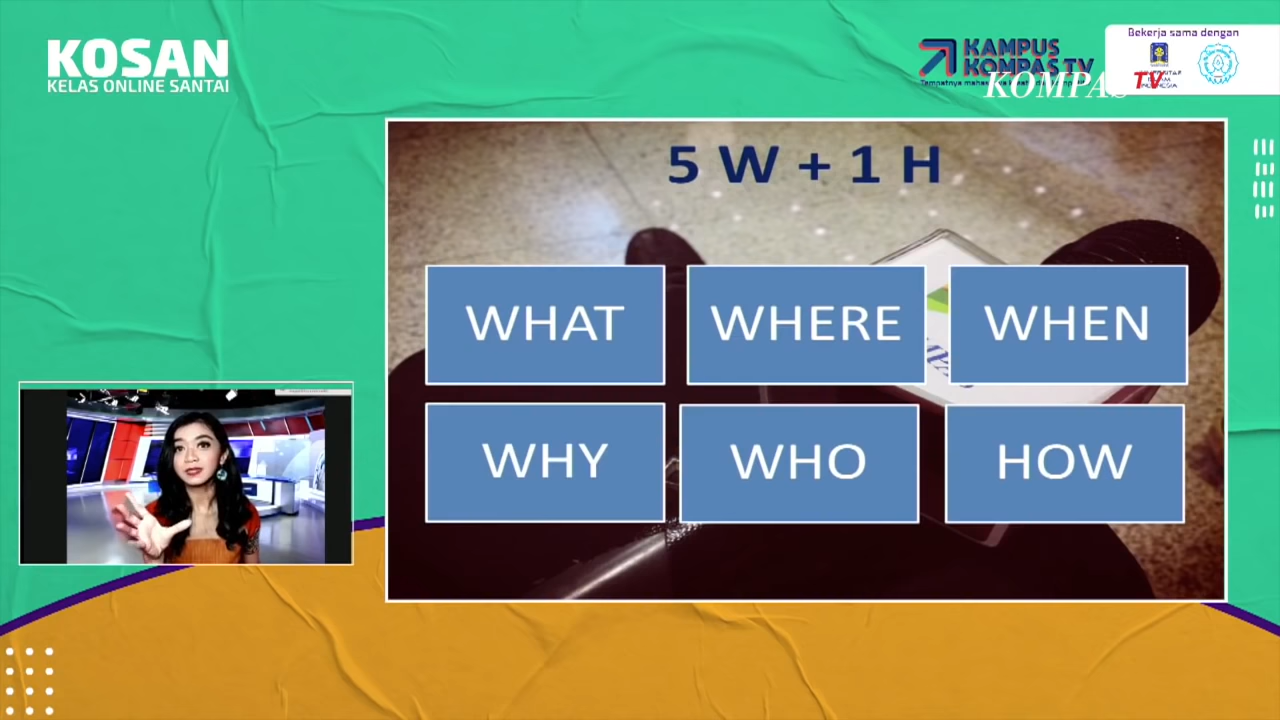 KOSAN
KELAS ONLINE SANTAI
KAMPUS
KOMPAS TV
Bekerja sama dengan
KOMPAS TV
5 W + 1 H
WHAT
WHERE
WHEN
WHY
WHO
HOW